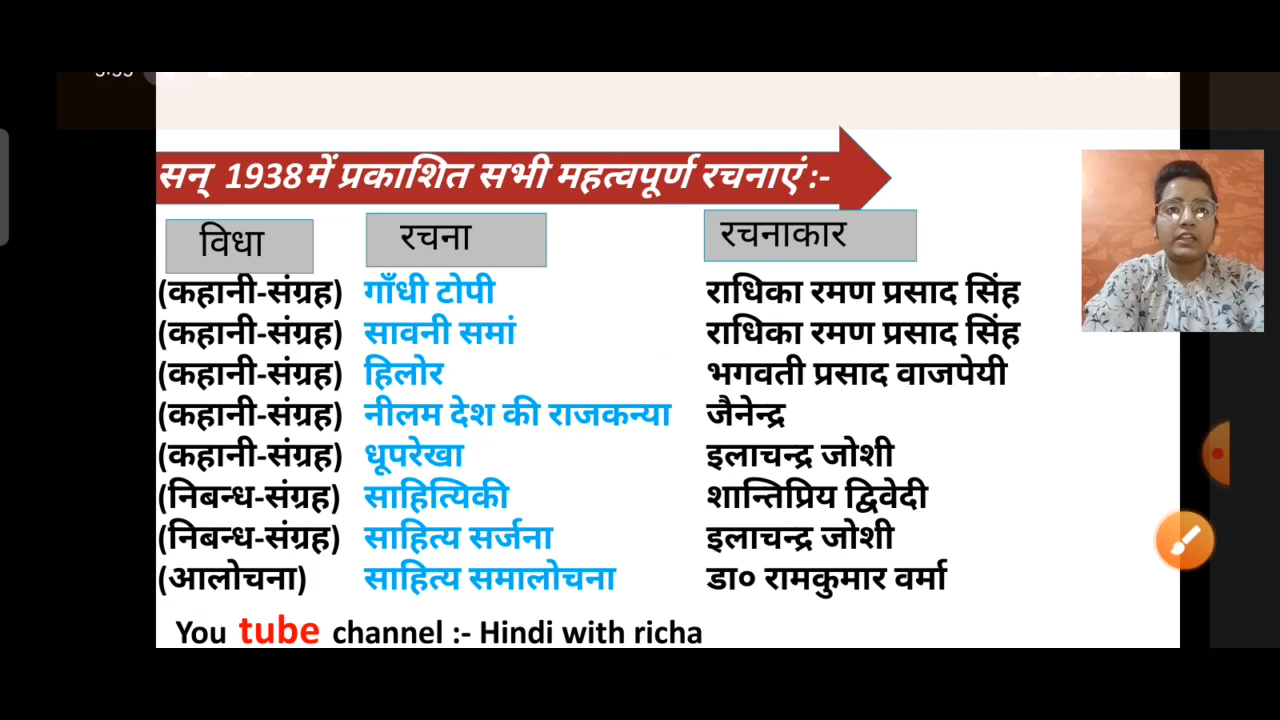 सन् 1938में प्रकाशित सभी महत्वपूर्ण रचनाएं :-
विधा रचना रचनाकार
(कहानी-संग्रह) गाँधी टोपी राधिका रमण प्रसाद सिंह
(कहानी-संग्रह) सावनी समां राधिका रमण प्रसाद सिंह
(कहानी-संग्रह) हिलोर भगवती प्रसाद वाजपेयी
(कहानी-संग्रह) नीलम देश की राजकन्या जैनेन्द्र
(कहानी-संग्रह) धूपरेखा इलाचन्द्र जोशी
(निबन्ध-संग्रह) साहित्यिकी शान्तिप्रिय द्विवेदी
(निबन्ध-संग्रह) साहित्य सर्जना इलाचन्द्र जोशी
(आलोचना) साहित्य समालोचना डा० रामकुमार वर्मा
You tube channel :- Hindi with richa